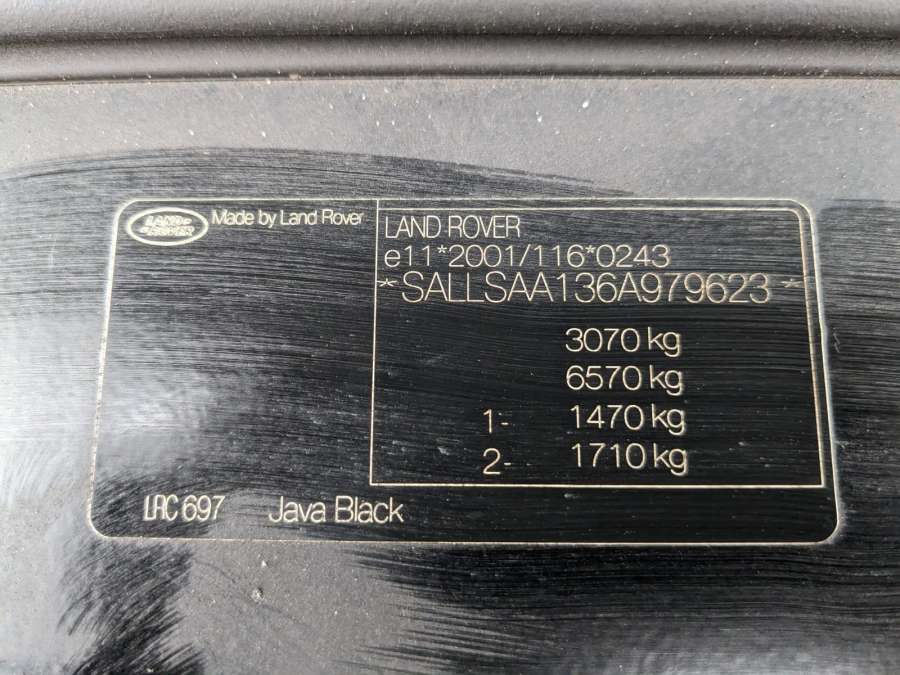 LAND-
ROVER
Made by Land Rover
LAND ROVER
e11*2001/116*0243
*SALLSAA136A979623*
3070 kg
6570 kg
1- 1470 kg
2- 1710 kg
LRC 697 Java Black